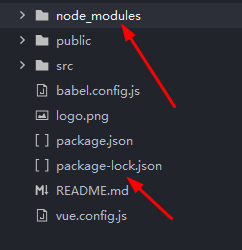 node_modules
public
src
babel.config.js
logo.png
package.json
package-lock.json
README.md
vue.config.js